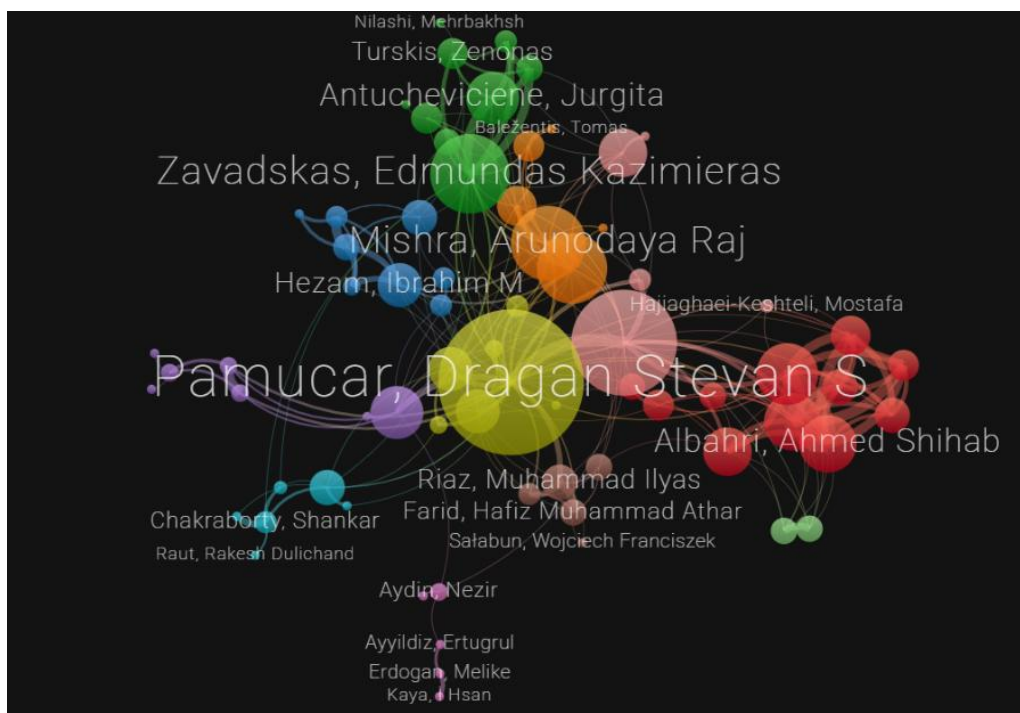 Nilashi, Mehrbakhsh
Turskis, Zenonas
Antucheviciene, Jurgita
Baležentis, Tomas
Zavadskas, Edmundas Kazimieras
Mishra, Arunodaya Raj
Hezam, Ibrahim M
Hajiaghaei-Keshteli, Mostafa
Pamucar, Dragan Stevan S
Albahri, Ahmed Shihab
Riaz, Muhammad Ilyas
Farid, Hafiz Muhammad Athar
Chakraborty, Shankar
Sałabun, Wojciech Franciszek
Raut, Rakesh Dulichand
Aydin, Nezir
Ayyildiz, Ertugrul
Erdogan, Melike
Kaya, Hsan